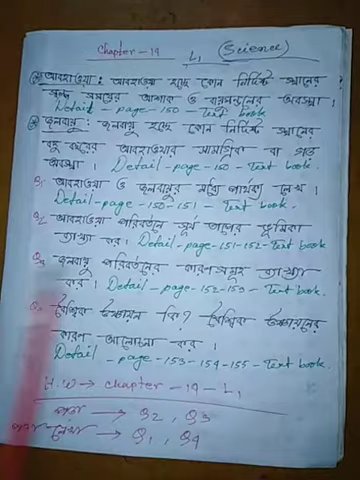 Chapter - 19 L1 (Science)
আবহাওয়া : আবহাওয়া হচ্ছে কোন নির্দিষ্ট স্থানের
স্বল্প সময়ের আকাশ ও বায়ুমন্ডলের অবস্থা।
Detail - page - 150 - Text book
জলবায়ু : জলবায়ু হচ্ছে কোন নির্দিষ্ট স্থানের
বহু বছরের আবহাওয়ার সামগ্রিক বা গড়
অবস্থা। Detail - page - 150 - Text book.
Q1 আবহাওয়া ও জলবায়ুর মধ্যে পার্থক্য লেখ।
Detail - page - 150 - 151 - Text book.
Q2 আবহাওয়া পরিবর্তনে সূর্য তাপের ভূমিকা
ব্যাখ্যা কর। Detail - page - 151 - 152 - Text book
Q3 জলবায়ু পরিবর্তনের কারণসমূহ ব্যাখ্যা
কর। Detail - page - 152 - 153 - Text book.
বৈশ্বিক উষ্ণায়ন কি? বৈশ্বিক উষ্ণায়নের
কারণ আলোচনা কর।
Detail - page - 153 - 154 - 155 - Text book.
H.W → chapter - 19 - L1
পড়া → Q2, Q3
লেখা → Q1, Q4